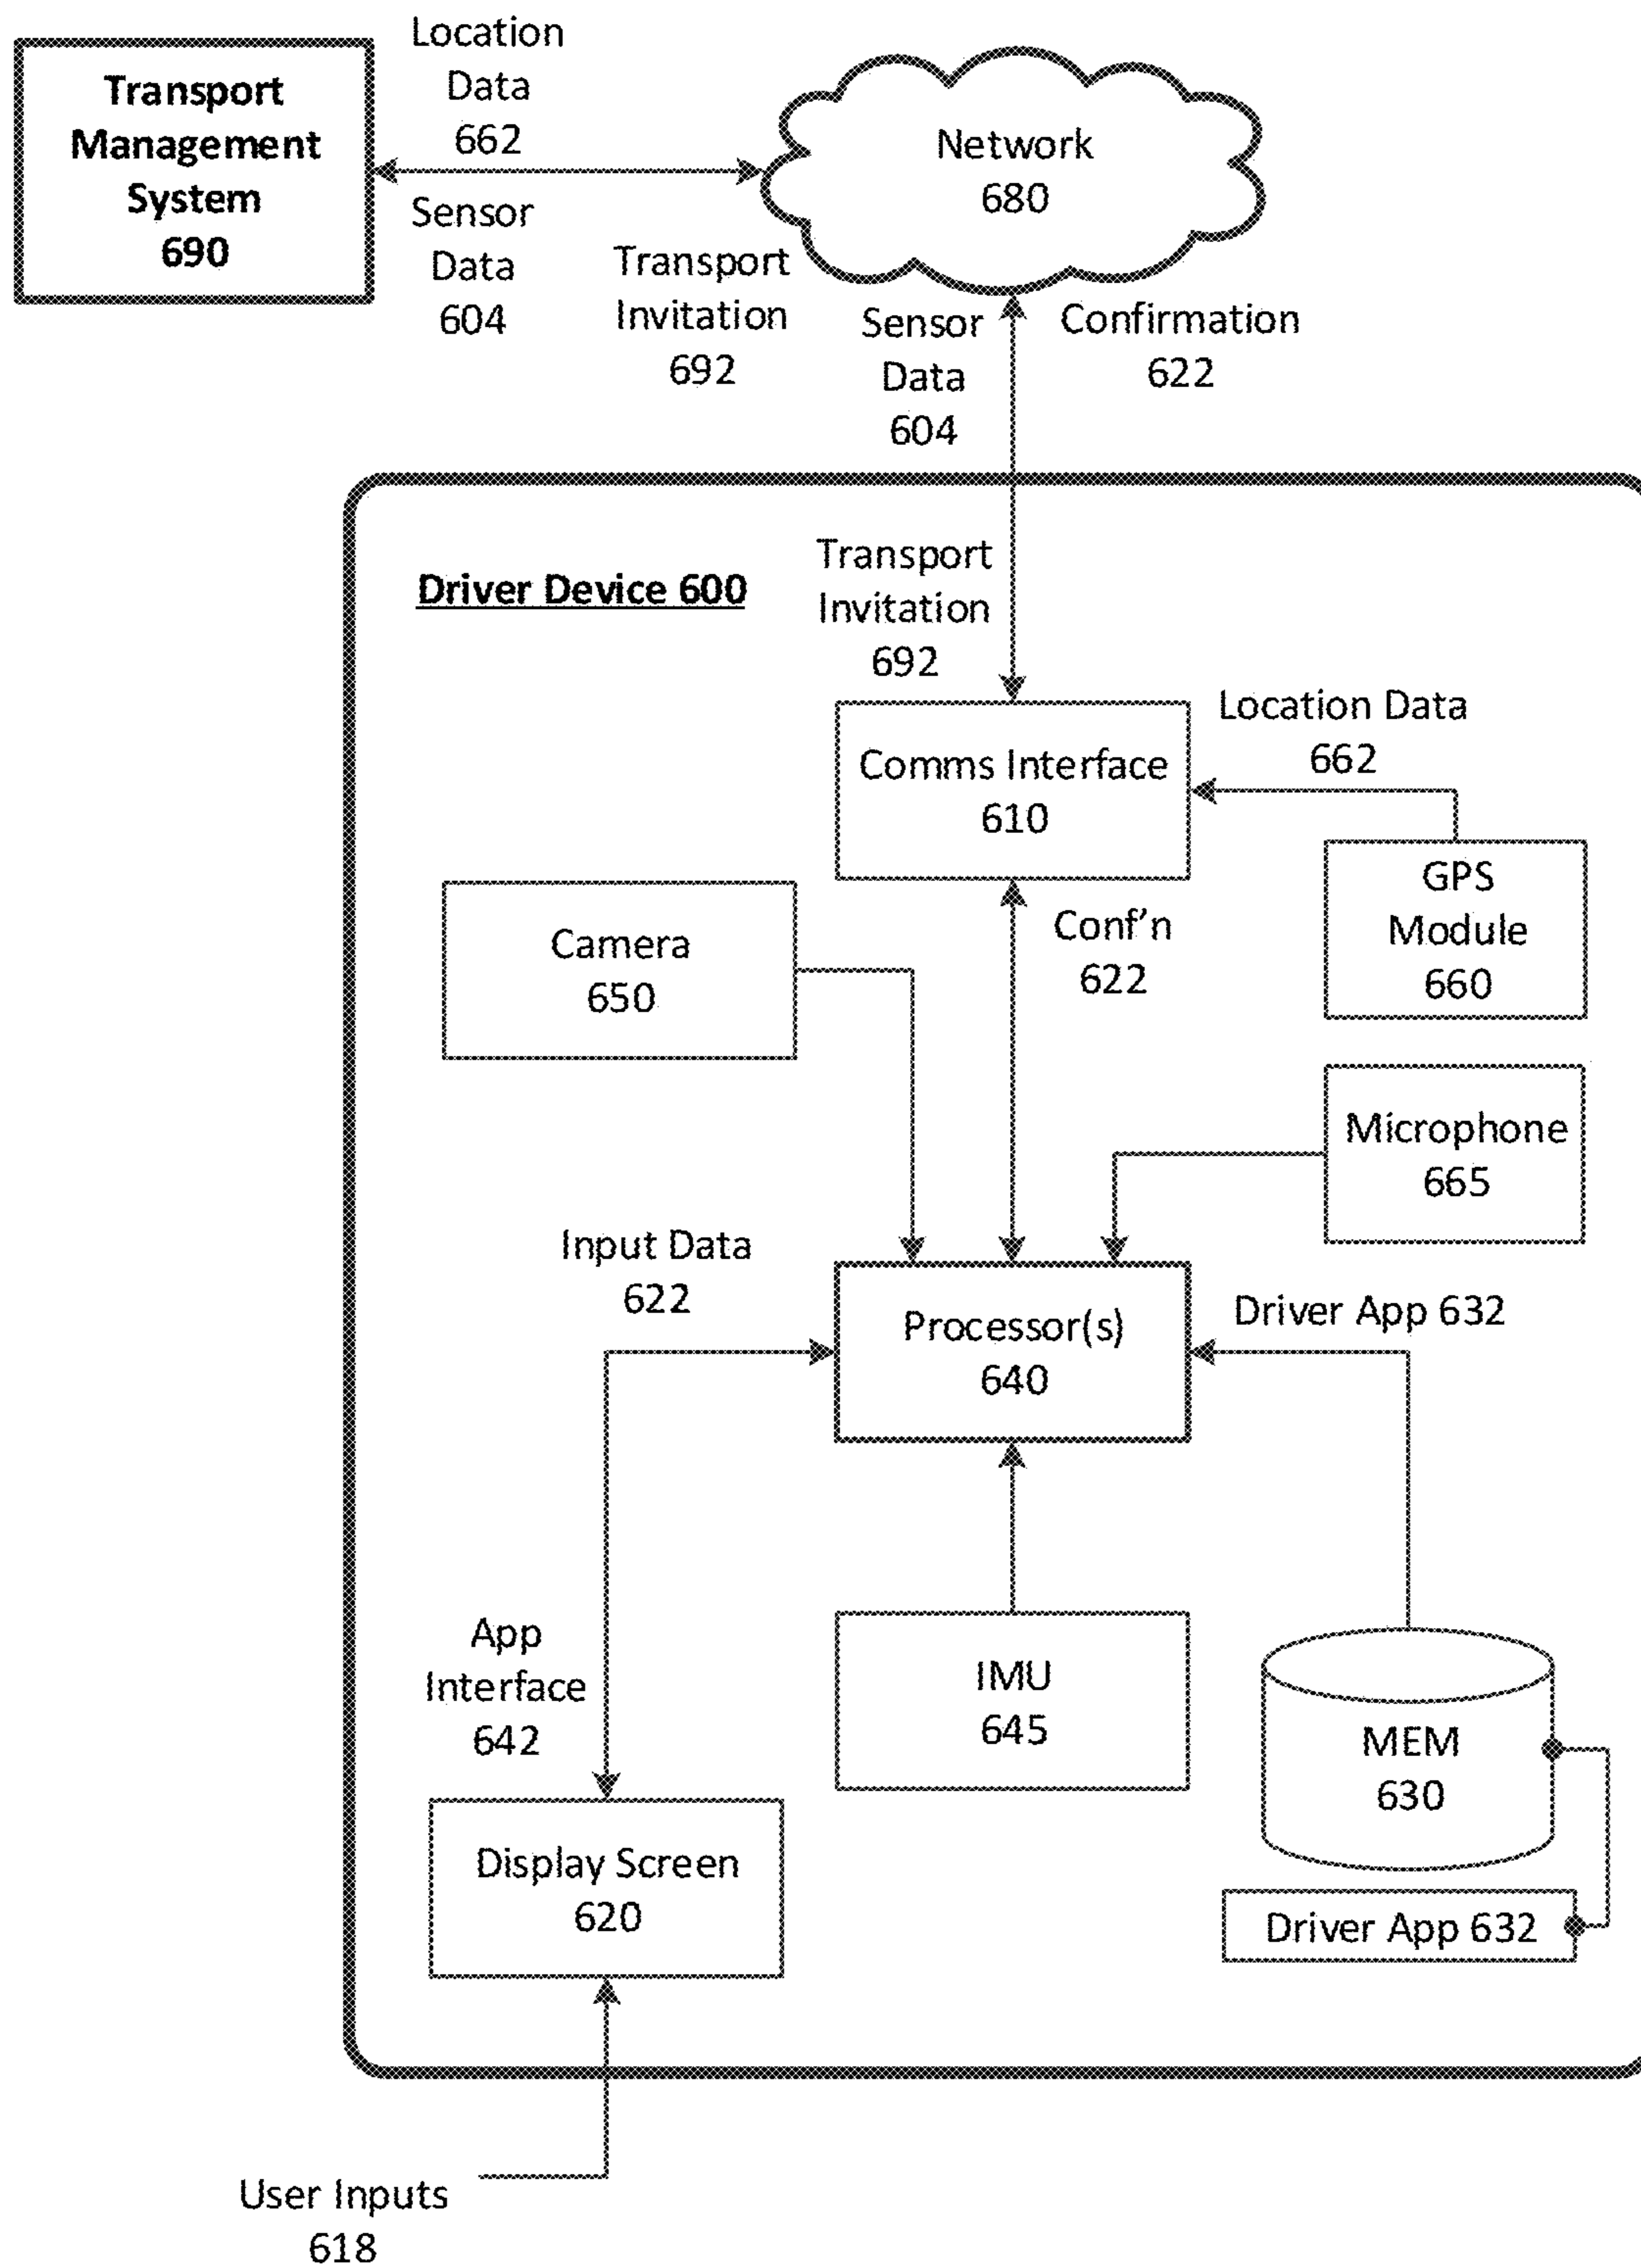 Transport
Management
System
690
Location
Data
662
Sensor
Data
604
Network
680
Transport
Invitation
692
Sensor
Data
604
Confirmation
622
Driver Device 600
Transport
Invitation
692
Comms Interface
610
Location Data
662
GPS
Module
660
Camera
650
Conf'n
622
Microphone
665
Input Data
622
Processor(s)
640
Driver App 632
App
Interface
642
IMU
645
MEM
630
Display Screen
620
Driver App 632
User Inputs
618